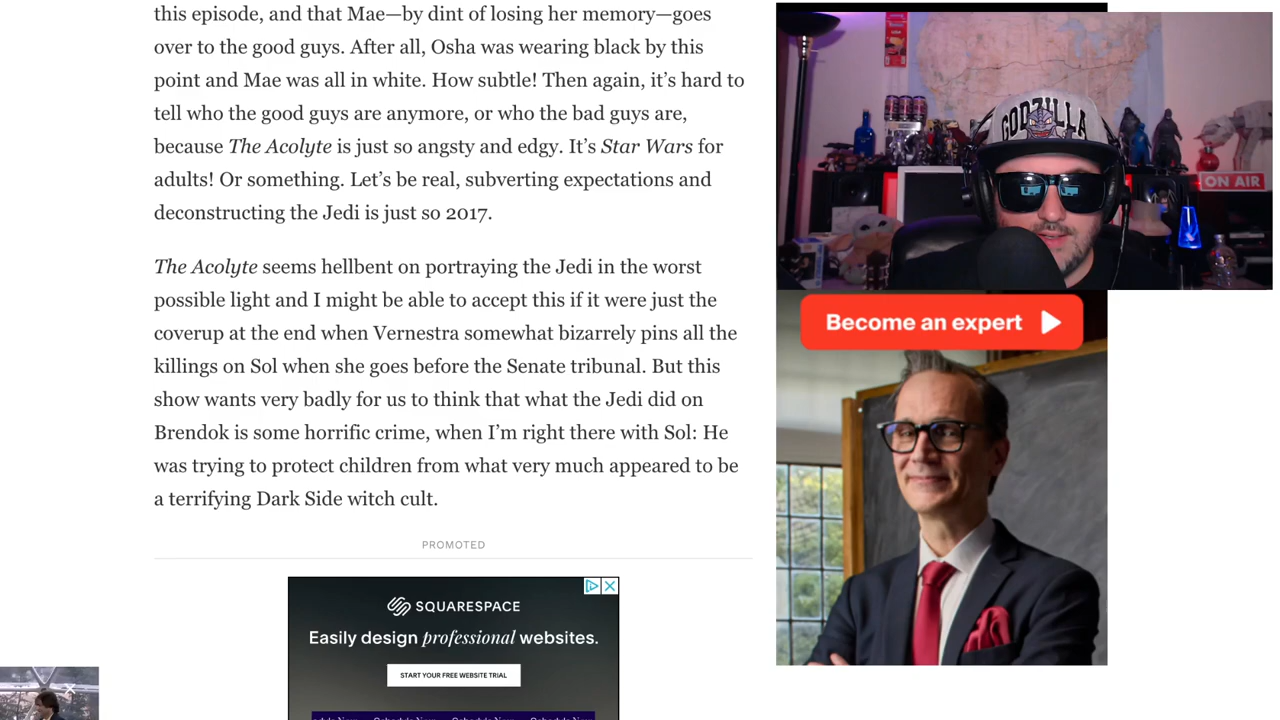 this episode, and that Mae—by dint of losing her memory—goes
over to the good guys. After all, Osha was wearing black by this
point and Mae was all in white. How subtle! Then again, it's hard to
tell who the good guys are anymore, or who the bad guys are,
because The Acolyte is just so angsty and edgy. It's Star Wars for
adults! Or something. Let's be real, subverting expectations and
deconstructing the Jedi is just so 2017.
The Acolyte seems hellbent on portraying the Jedi in the worst
possible light and I might be able to accept this if it were just the
coverup at the end when Vernestra somewhat bizarrely pins all the
killings on Sol when she goes before the Senate tribunal. But this
show wants very badly for us to think that what the Jedi did on
Brendok is some horrific crime, when I'm right there with Sol: He
was trying to protect children from what very much appeared to be
a terrifying Dark Side witch cult.
PROMOTED
SQUARESPACE
Easily design professional websites.
START YOUR FREE WEBSITE TRIAL
GODZILLA
ON AIR
Become an expert